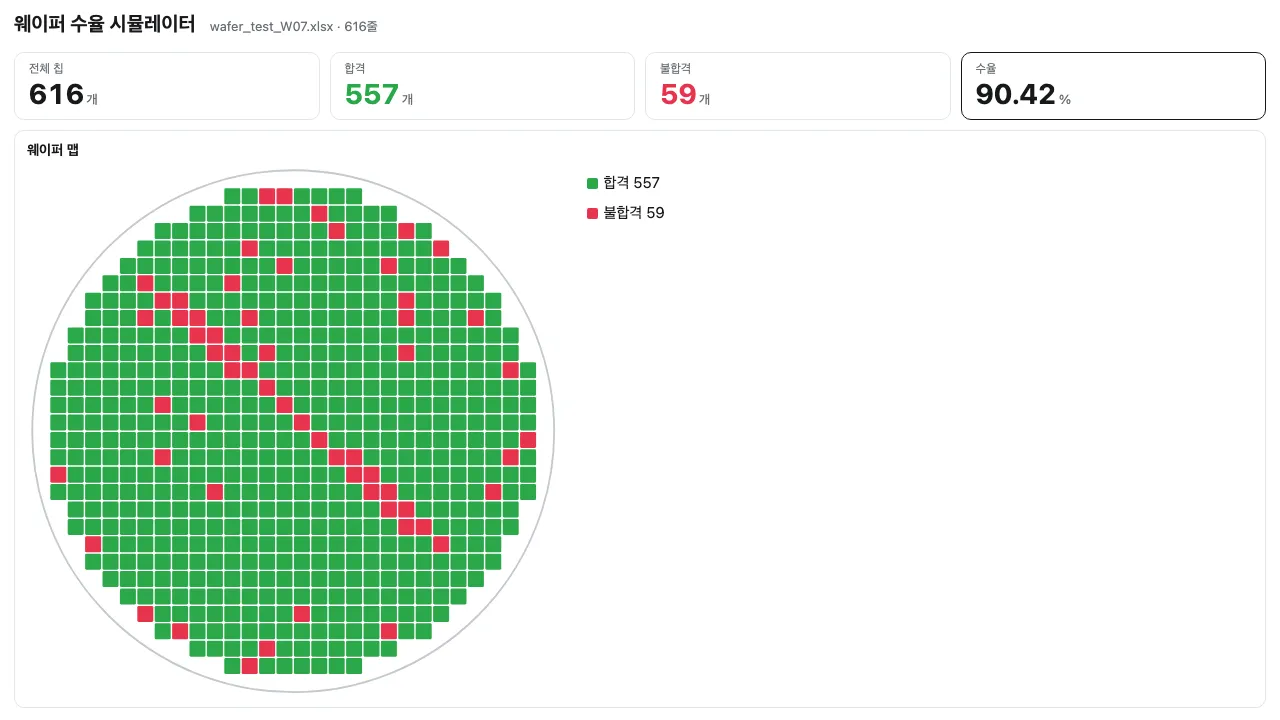 웨이퍼 수율 시뮬레이터 wafer_test_W07.xlsx · 616줄
전체 칩
616 개
합격
557 개
불합격
59 개
수율
90.42 %
웨이퍼 맵
합격 557
불합격 59